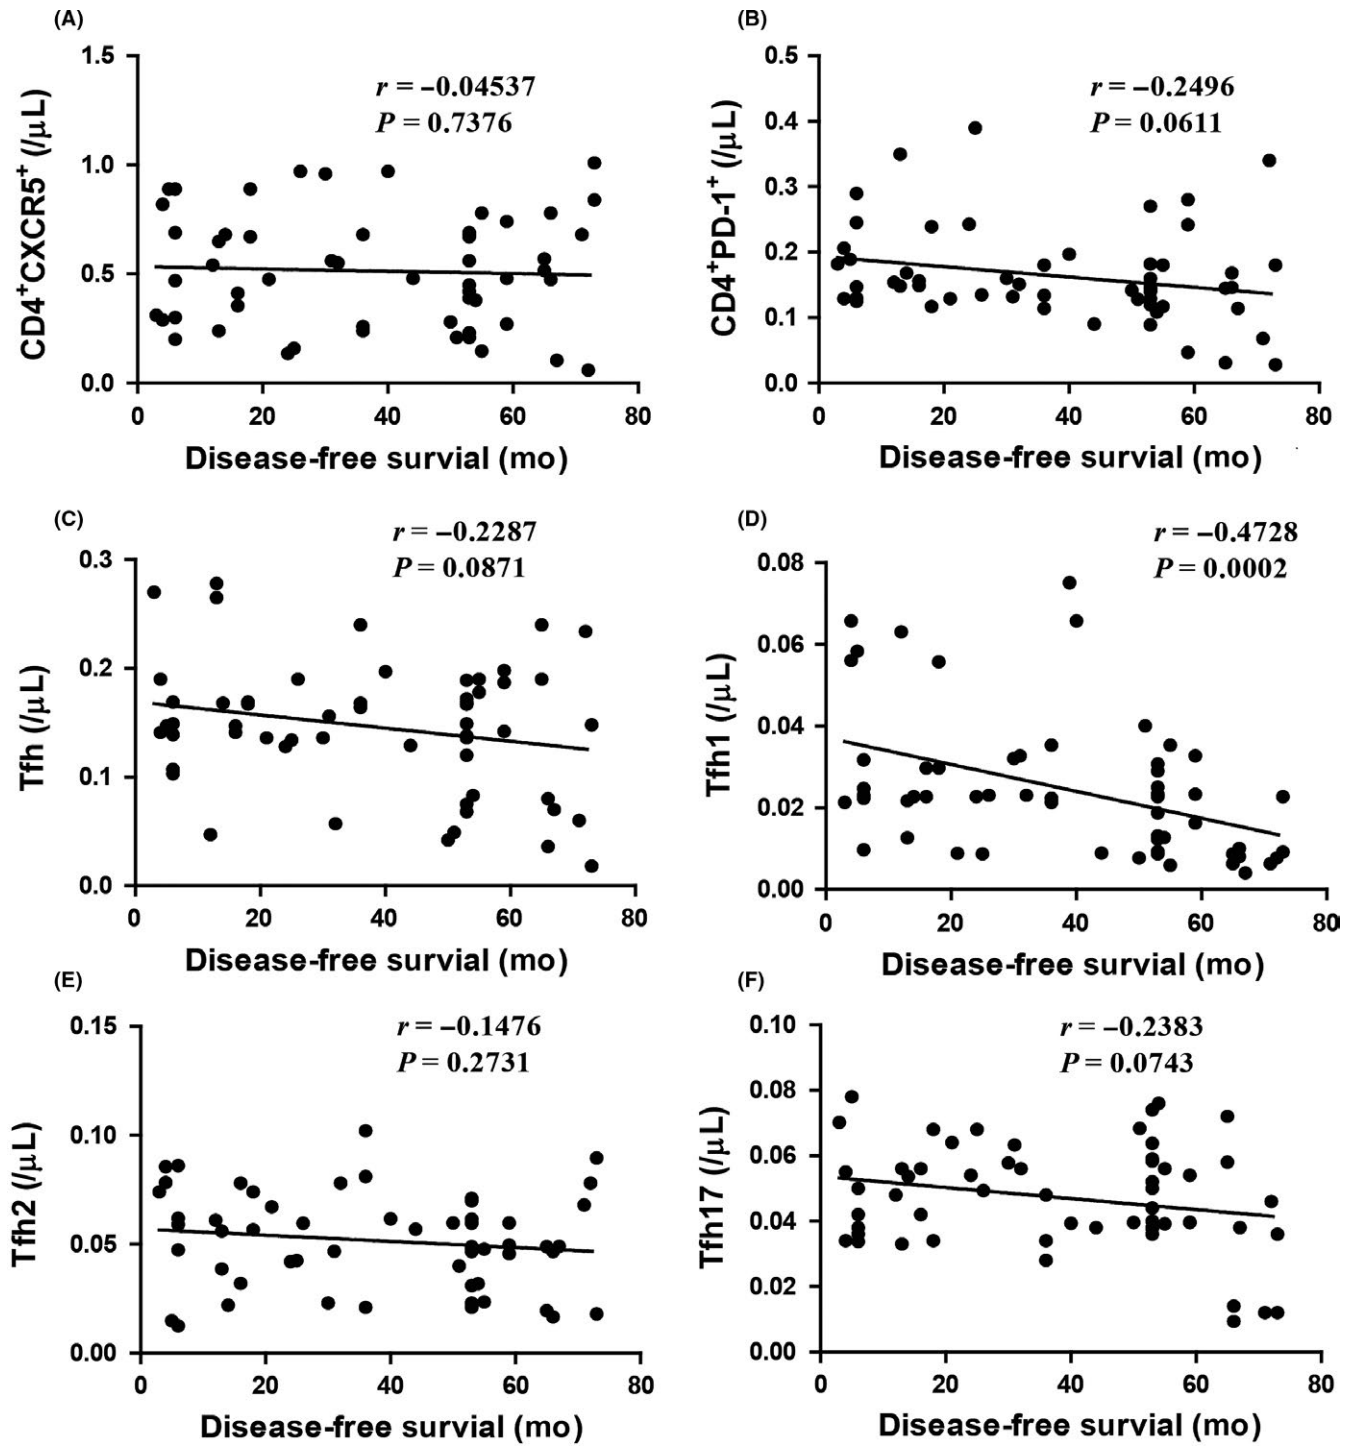 (A)
r = −0.04537
P = 0.7376
CD4+CXCR5+ (/μL)
1.5
1.0
0.5
0.0
0 20 40 60 80
Disease-free survial (mo)
(B)
r = −0.2496
P = 0.0611
CD4+PD-1+ (/μL)
0.5
0.4
0.3
0.2
0.1
0.0
0 20 40 60 80
Disease-free survial (mo)
(C)
r = −0.2287
P = 0.0871
Tfh (/μL)
0.3
0.2
0.1
0.0
0 20 40 60 80
Disease-free survial (mo)
(D)
r = −0.4728
P = 0.0002
Tfh1 (/μL)
0.08
0.06
0.04
0.02
0.00
0 20 40 60 80
Disease-free survial (mo)
(E)
r = −0.1476
P = 0.2731
Tfh2 (/μL)
0.15
0.10
0.05
0.00
0 20 40 60 80
Disease-free survial (mo)
(F)
r = −0.2383
P = 0.0743
Tfh17 (/μL)
0.10
0.08
0.06
0.04
0.02
0.00
0 20 40 60 80
Disease-free survial (mo)